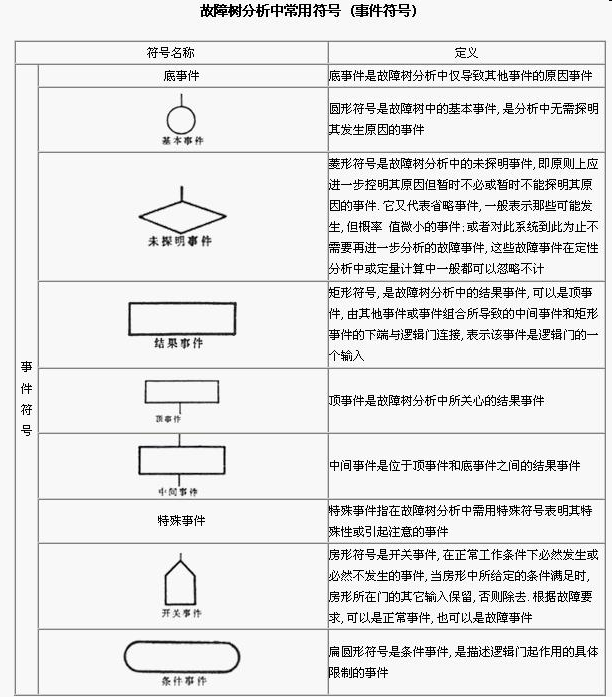 故障树分析中常用符号（事件符号）
符号名称
定义
事件符号
底事件
底事件是故障树分析中仅导致其他事件的原因事件
基本事件
圆形符号是故障树中的基本事件，是分析中无需探明
其发生原因的事件
未探明事件
菱形符号是故障树分析中的未探明事件，即原则上应
进一步控明其原因但暂时不必或暂时不能探明其原
因的事件．它又代表省略事件，一般表示那些可能发
生，但概率 值微小的事件；或者对此系统到此为止不
需要再进一步分析的故障事件，这些故障事件在定性
分析中或定量计算中一般都可以忽略不计
结果事件
矩形符号，是故障树分析中的结果事件，可以是顶事
件，由其他事件或事件组合所导致的中间事件和矩形
事件的下端与逻辑门连接，表示该事件是逻辑门的一
个输入
顶事件
顶事件是故障树分析中所关心的结果事件
中间事件
中间事件是位于顶事件和底事件之间的结果事件
特殊事件
特殊事件指在故障树分析中需用特殊符号表明其特
殊性或引起注意的事件
开关事件
房形符号是开关事件，在正常工作条件下必然发生或
必然不发生的事件，当房形中所给定的条件满足时，
房形所在门的其它输入保留，否则除去．根据故障要
求，可以是正常事件，也可以是故障事件
条件事件
扁圆形符号是条件事件，是描述逻辑门起作用的具体
限制的事件